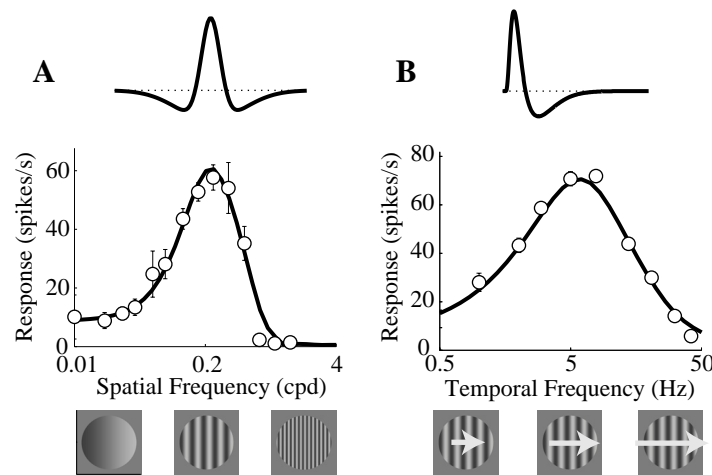 A
B
Response (spikes/s)
60
40
20
0
0.01
0.2
4
Spatial Frequency (cpd)
Response (spikes/s)
80
60
40
20
0
0.5
5
50
Temporal Frequency (Hz)